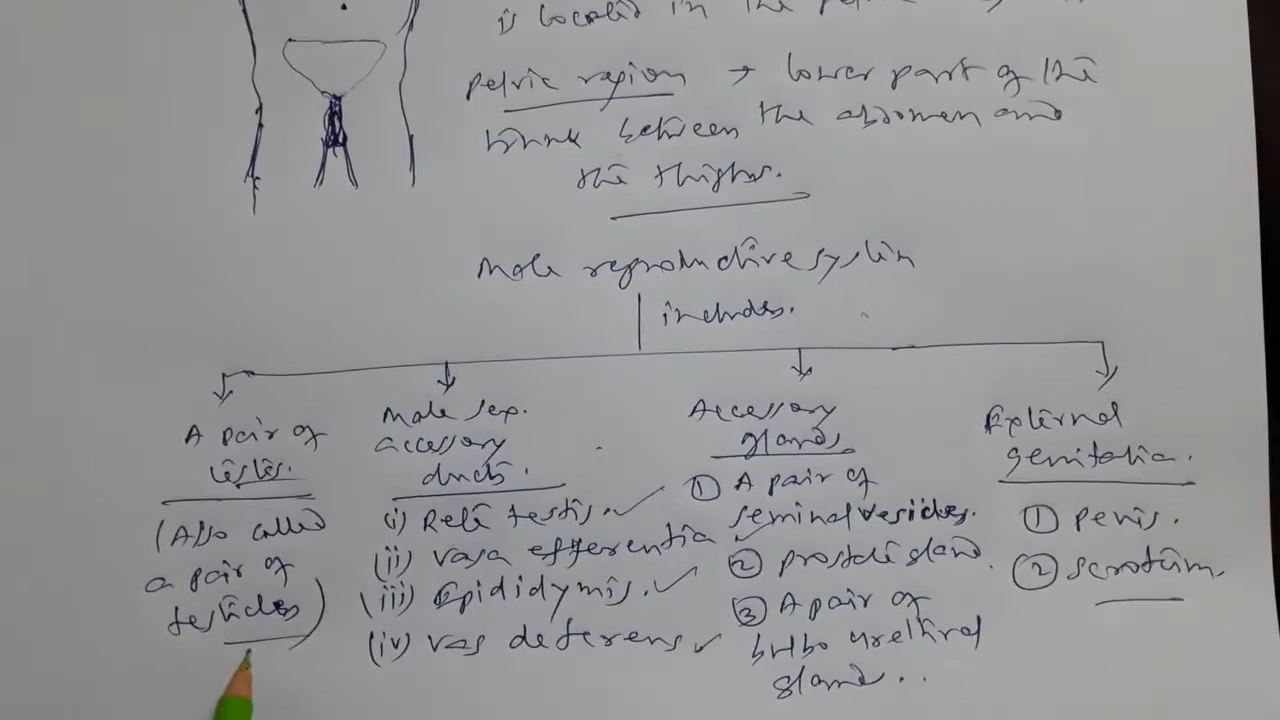 is located in the pelvic
pelvic region → lower part of the
trunk between the abdomen and
the thighs.
Male reproductive system
includes.
A pair of
testes.
(Also called
a pair of
testicles)
Male sex.
accessory
ducts.
(i) Rete testis. ✓
(ii) vasa efferentia ✓
(iii) Epididymis. ✓
(iv) vas deferens ✓
Accessory
glands
① A pair of
seminal vesicles.
② prostate gland.
③ A pair of
bulbo urethral
gland..
External
genitalia.
① penis.
② scrotum.